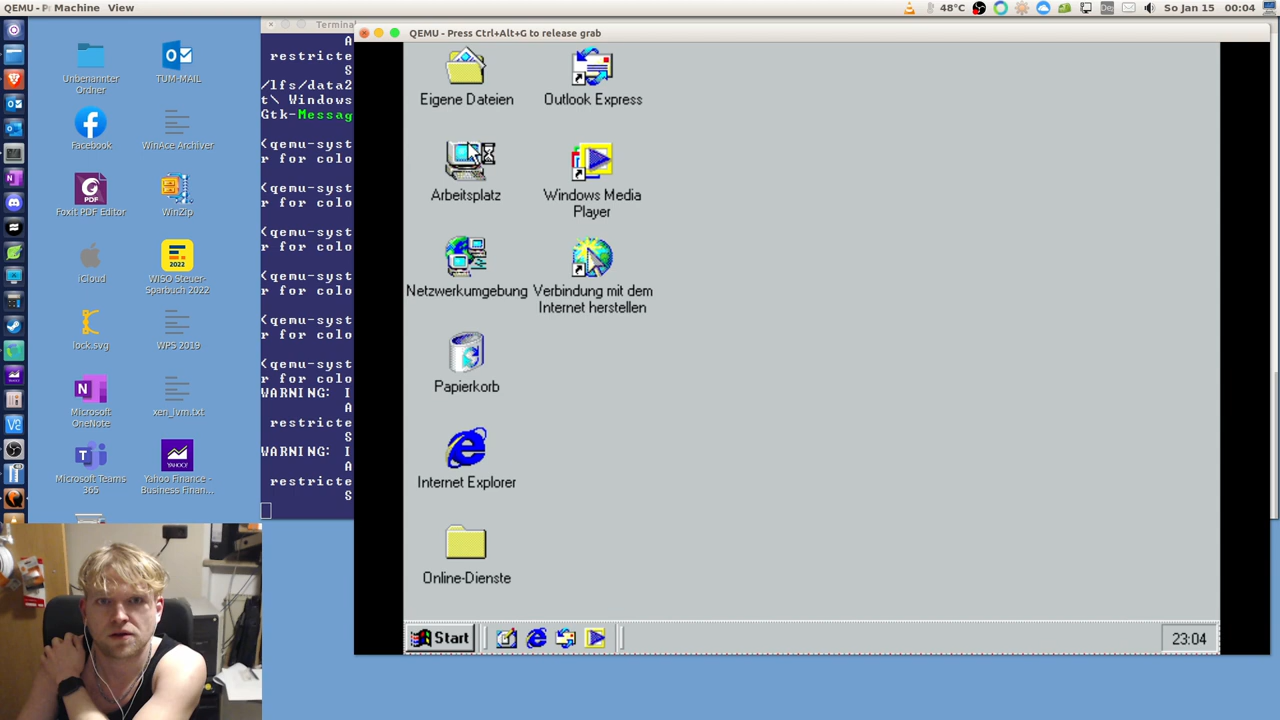 QEMU - P
Machine
View
48°C
De
So Jan 15
00:04
Unbenannter
Ordner
TUM-MAIL
Facebook
WinAce Archiver
PDF
Foxit PDF Editor
WinZip
iCloud
2022
WISO Steuer-
Sparbuch 2022
lock.svg
WPS 2019
Microsoft
OneNote
xen_lvm.txt
Microsoft Teams
365
YAHOO!
Yahoo Finance -
Business Finan...
Terminal
A
restricte
S
/lfs/data2
t\ Windows
Gtk-Messag
(qemu-syst
r for colo
(qemu-syst
r for colo
(qemu-syst
r for colo
(qemu-syst
r for colo
(qemu-syst
r for colo
(qemu-syst
r for colo
WARNING: I
A
restricte
S
WARNING: I
A
restricte
S
QEMU - Press Ctrl+Alt+G to release grab
Eigene Dateien
Outlook Express
Arbeitsplatz
Windows Media
Player
Netzwerkumgebung
Verbindung mit dem
Internet herstellen
Papierkorb
Internet Explorer
Online-Dienste
Start
23:04